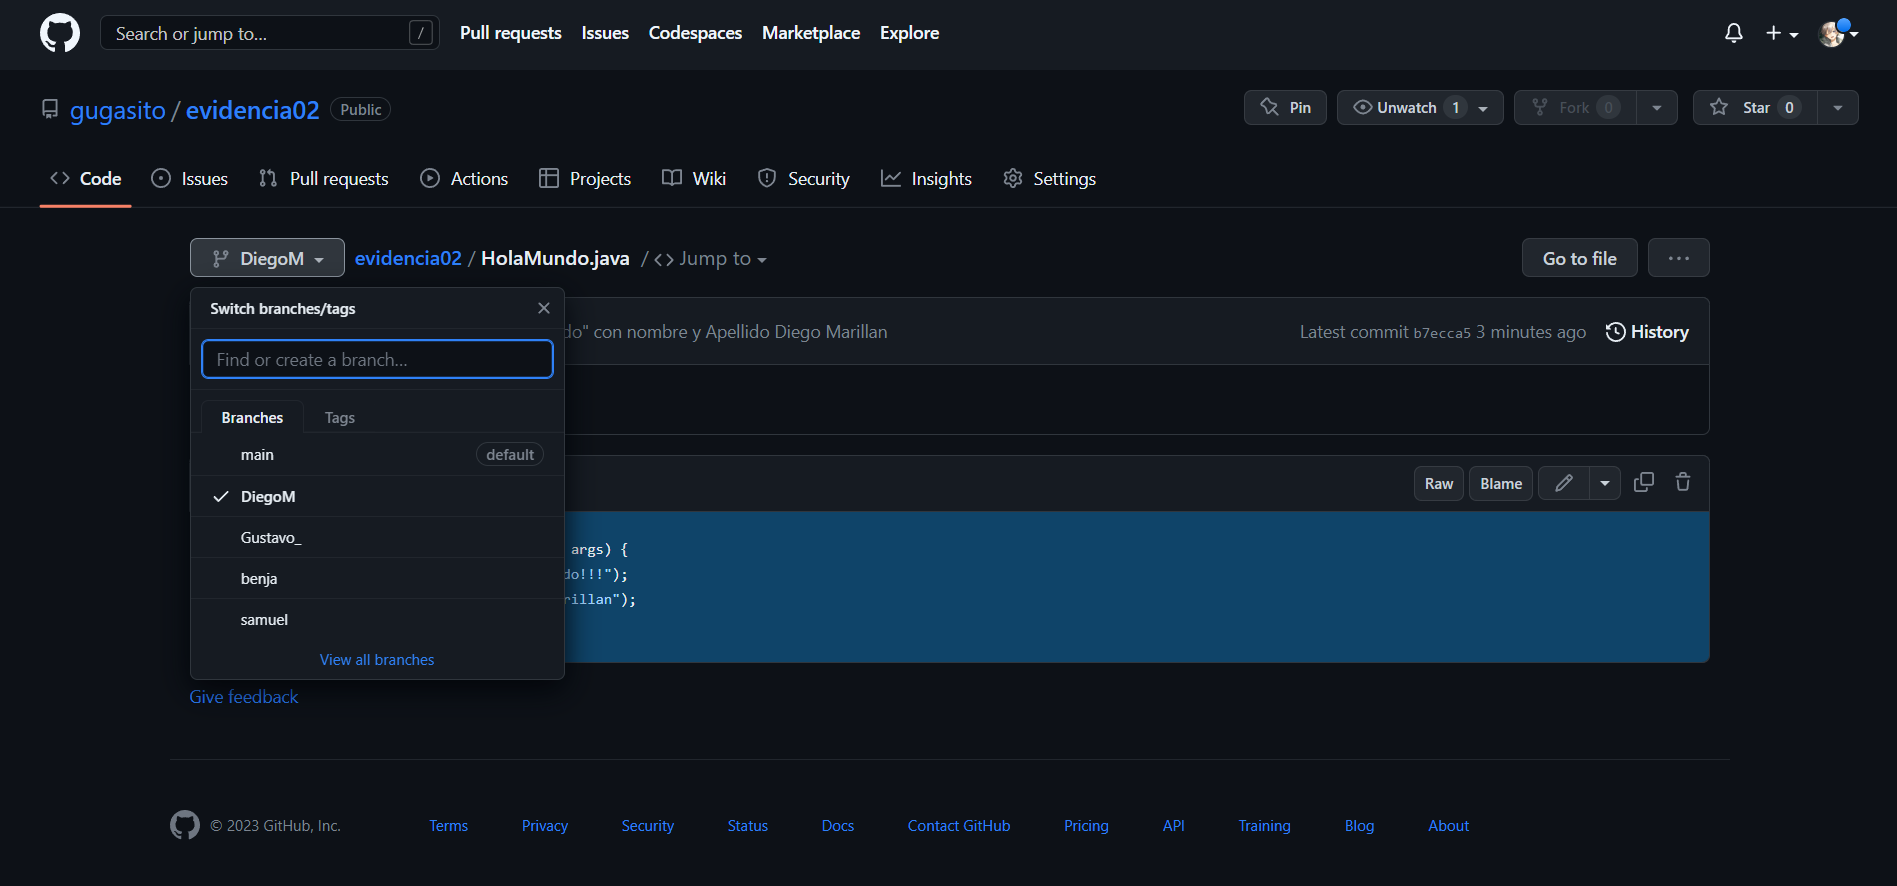 Search or jump to... /
Pull requests Issues Codespaces Marketplace Explore
gugasito / evidencia02 Public
Pin Unwatch 1 Fork 0 Star 0
Code Issues Pull requests Actions Projects Wiki Security Insights Settings
DiegoM evidencia02 / HolaMundo.java / <> Jump to
Go to file ...
Switch branches/tags
do" con nombre y Apellido Diego Marillan
Latest commit b7ecca5 3 minutes ago History
Find or create a branch...
Branches Tags
main default
DiegoM
Gustavo_
benja
samuel
View all branches
Raw Blame
args) {
do!!!");
rillan");
Give feedback
© 2023 GitHub, Inc. Terms Privacy Security Status Docs Contact GitHub Pricing API Training Blog About